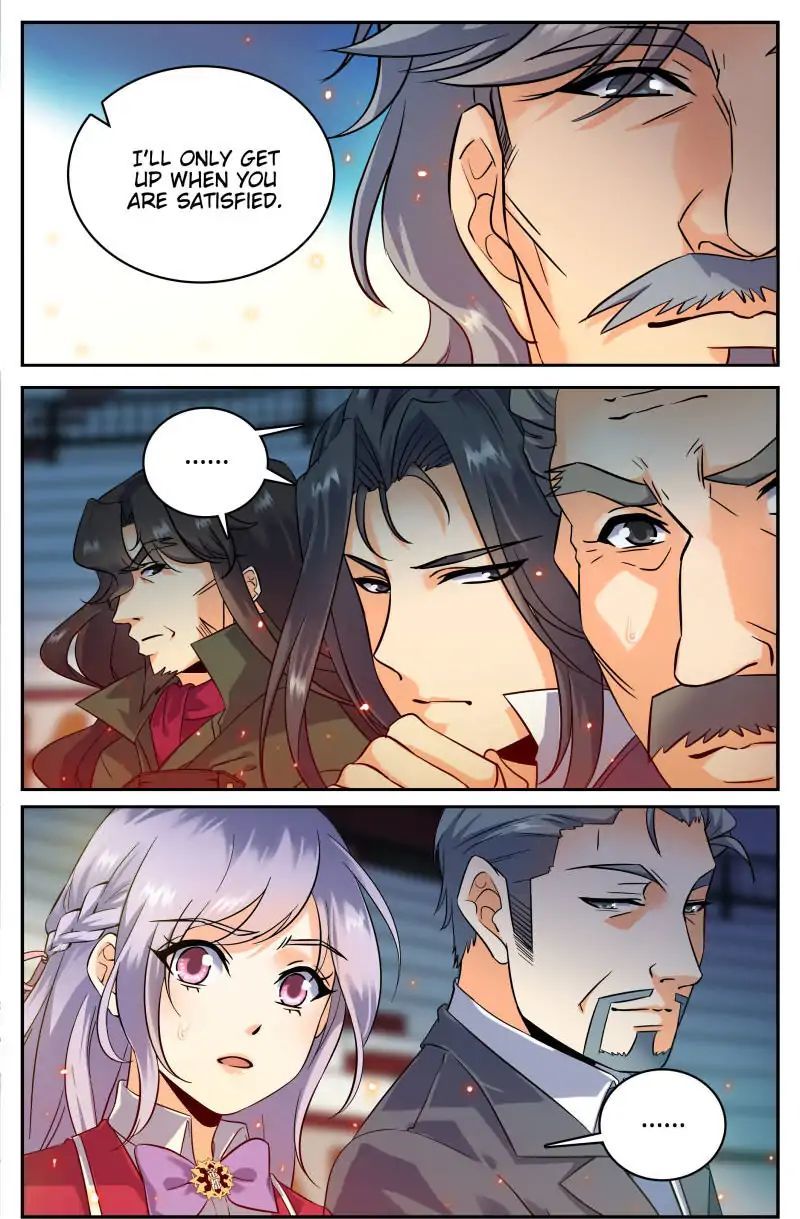 I'LL ONLY GET
UP WHEN YOU
ARE SATISFIED.
......
......